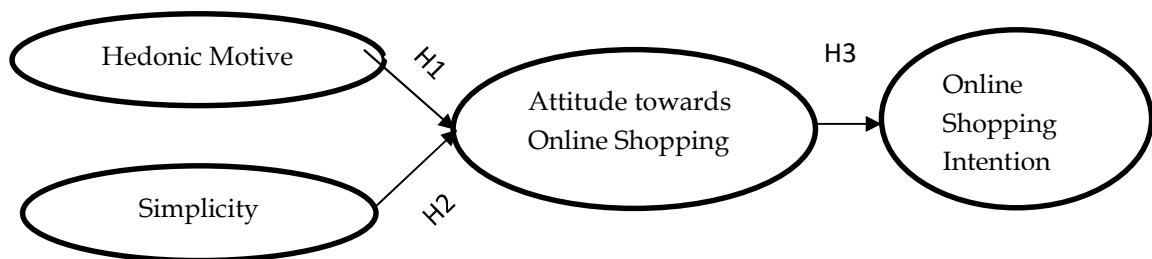 Hedonic Motive
H1
Simplicity
H2
Attitude towards
Online Shopping
H3
Online
Shopping
Intention